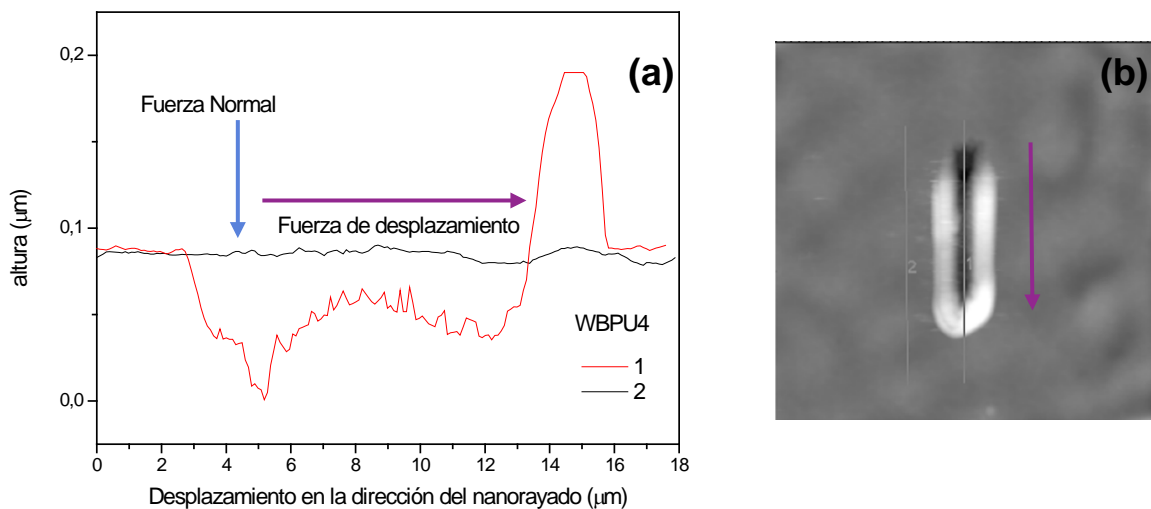 (a)
(b)
0,2
Fuerza Normal
altura (μm)
0,1
Fuerza de desplazamiento
WBPU4
1
2
0,0
0 2 4 6 8 10 12 14 16 18
Desplazamiento en la dirección del nanorayado (μm)
2 1